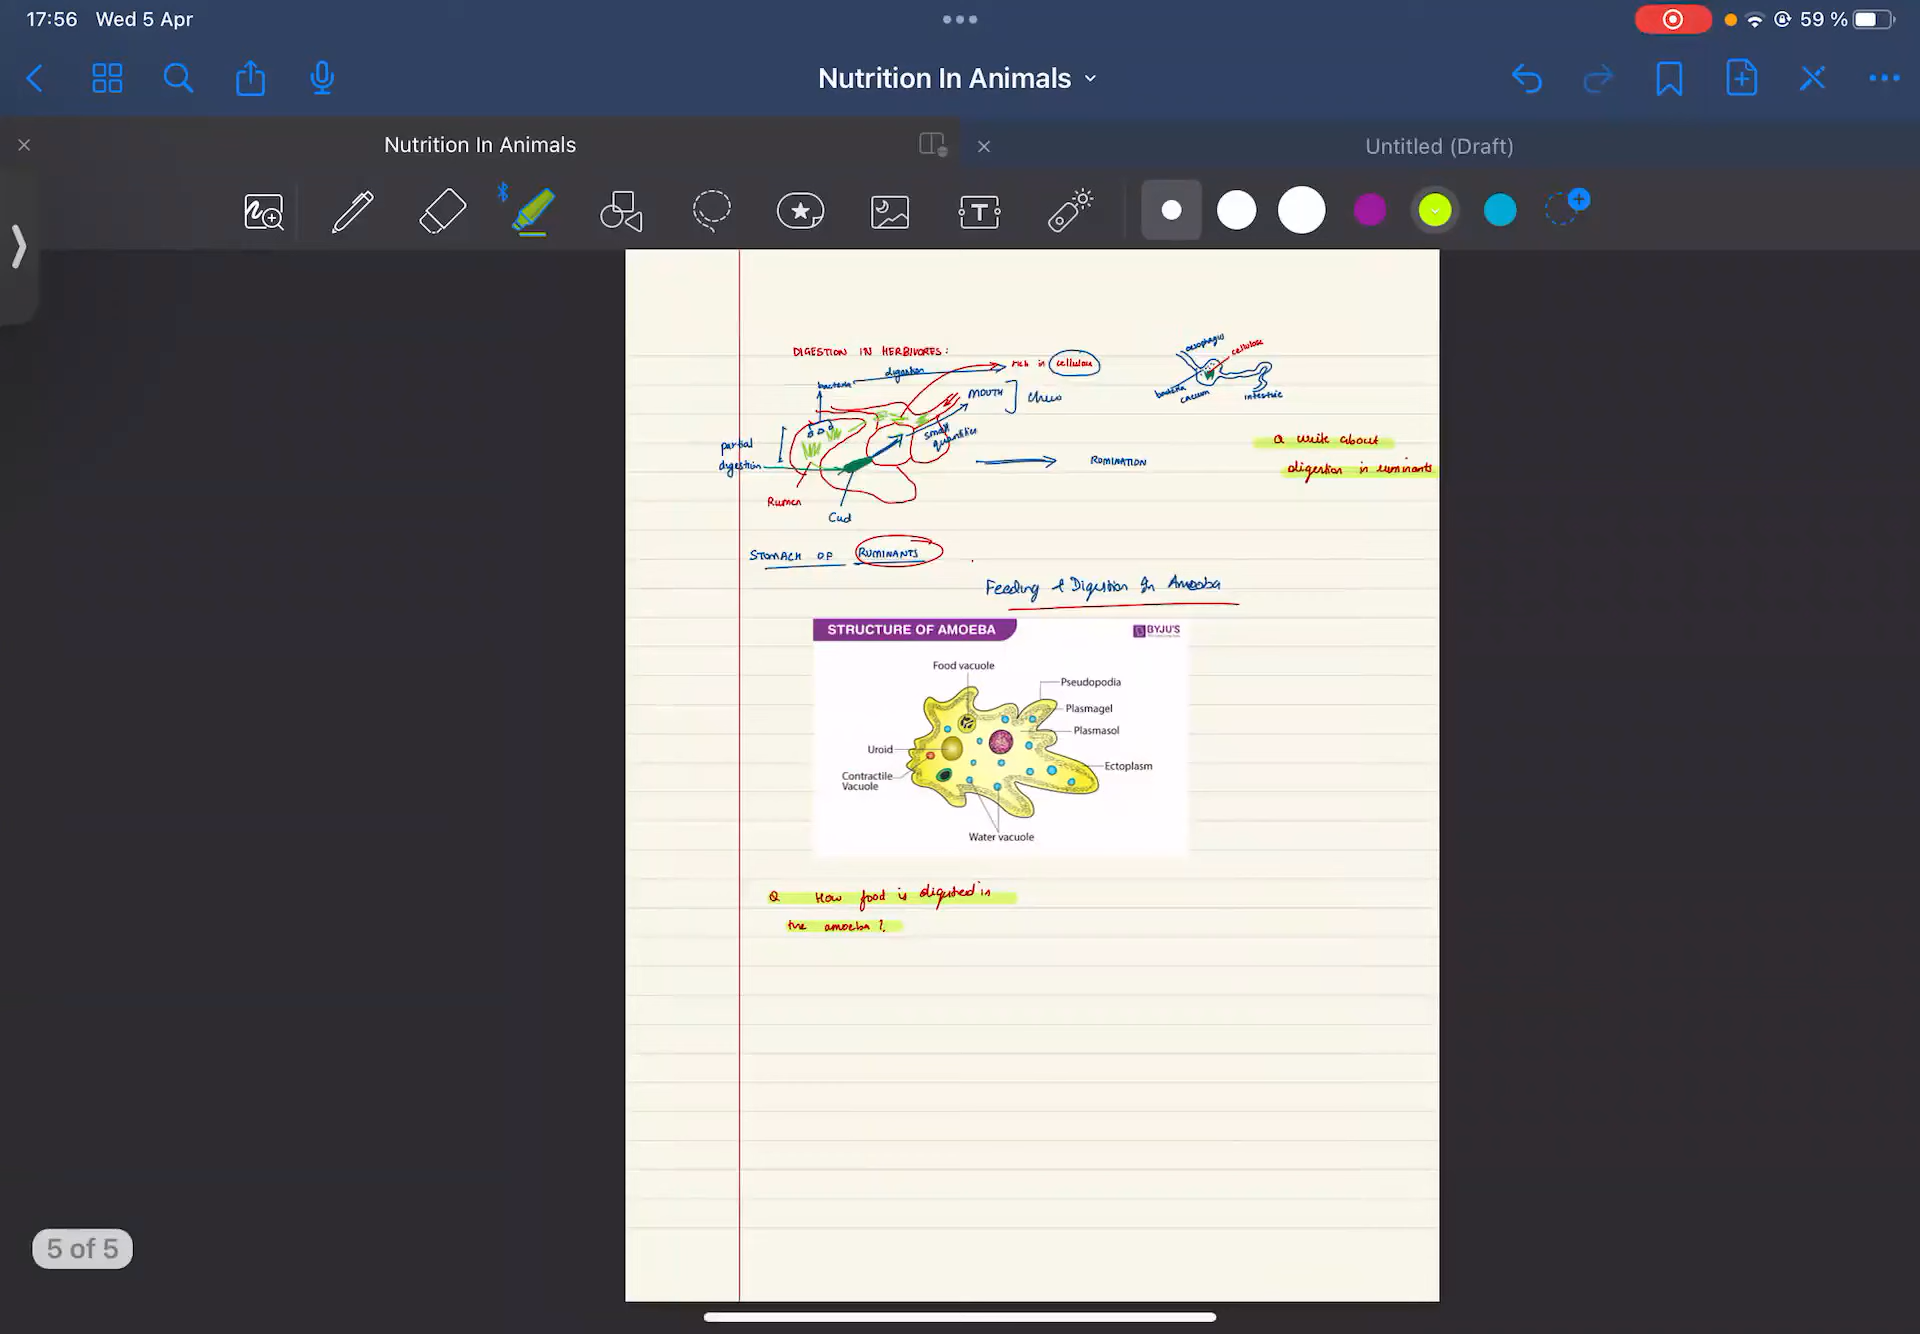 17:56 Wed 5 Apr
59 %
Nutrition In Animals
Nutrition In Animals
Untitled (Draft)
T
DIGESTION IN HERBIVORES:
digestion
rich in cellulose
bacteria
MOUTH
Chew
small
quantities
partial
digestion
Rumen
Cud
RUMINATION
oesophagus
cellulose
bacteria
caecum
intestine
Q write about
digestion in ruminants
STOMACH OF RUMINANTS
Feeding & Digestion In Amoeba
STRUCTURE OF AMOEBA
BYJU'S
Food vacuole
Pseudopodia
Plasmagel
Plasmasol
Uroid
Ectoplasm
Contractile
Vacuole
Water vacuole
Q How food is digested in
the amoeba?
5 of 5